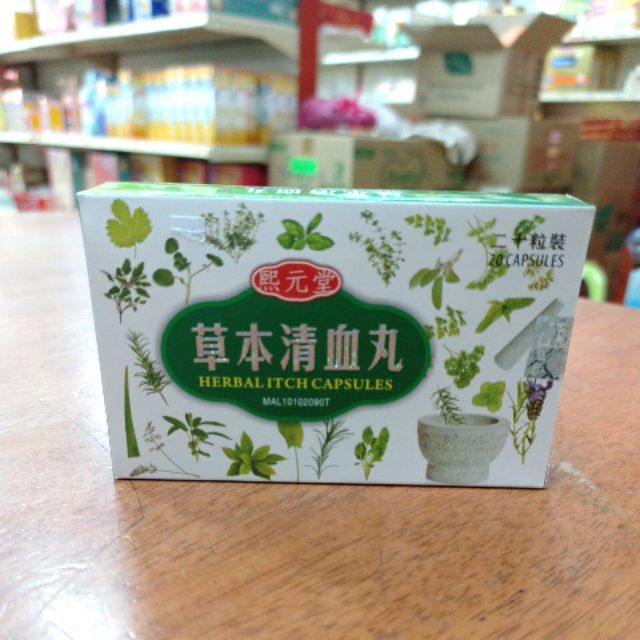 二十粒裝
20 CAPSULES
熙元堂
草本清血丸
HERBAL ITCH CAPSULES
MAL10102090T